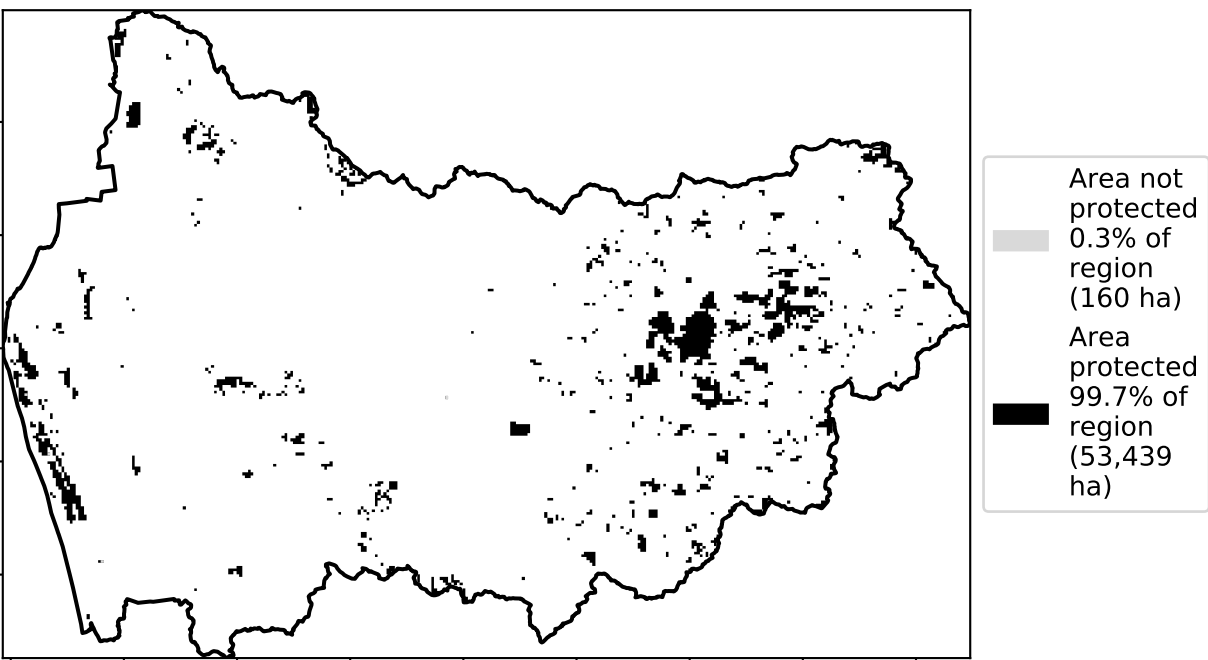 Area not
protected
0.3% of
region
(160 ha)
Area
protected
99.7% of
region
(53,439
ha)